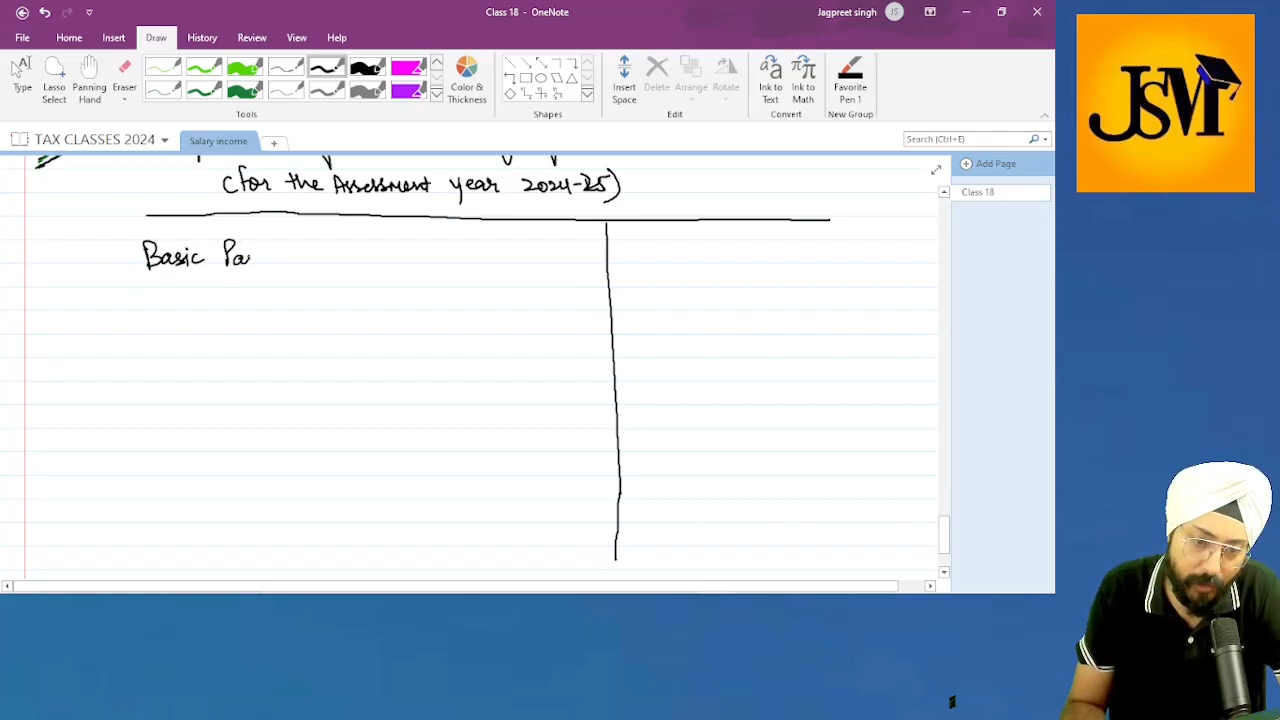 Class 18 - OneNote
Jagpreet singh JS
File Home Insert Draw History Review View Help
Type Lasso Select Panning Hand Eraser Color & Thickness Insert Space Delete Arrange Rotate Ink to Text Ink to Math Favorite Pen 1
Tools Shapes Edit Convert New Group
TAX CLASSES 2024 Salary income + Search (Ctrl+E)
Add Page
Class 18
(for the Assessment year 2024-25)
Basic Pa
JSM